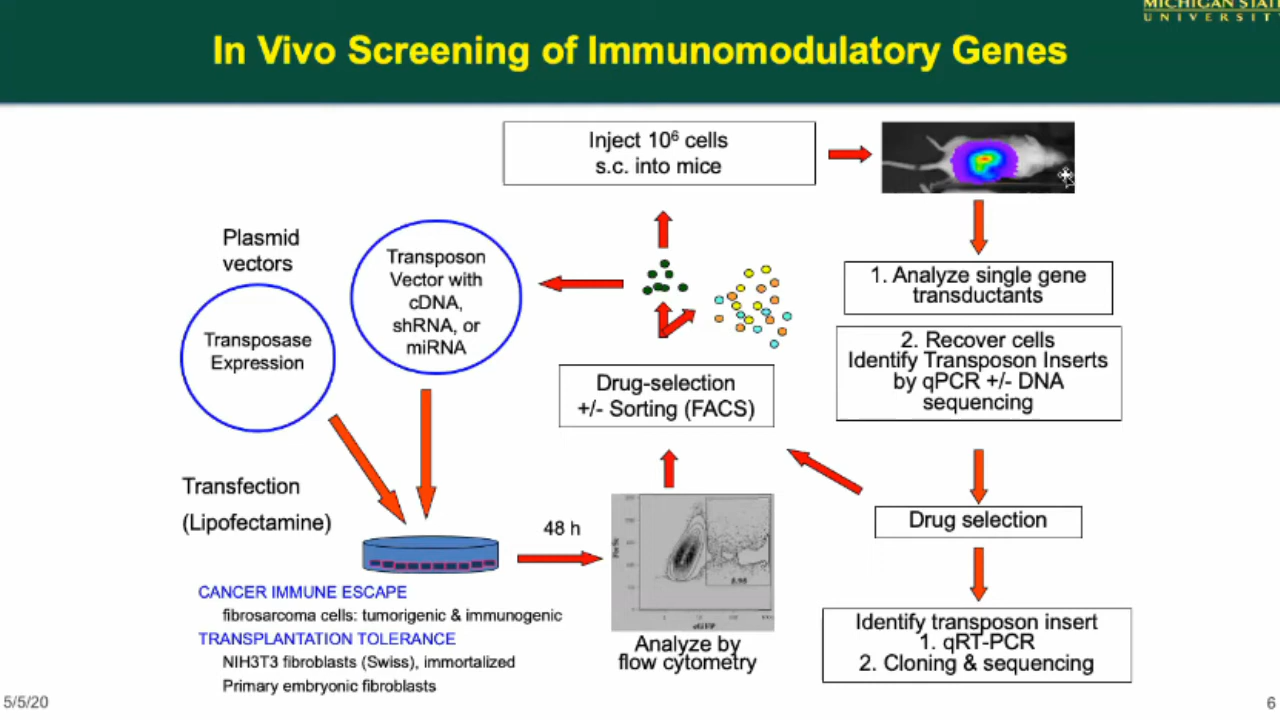 MICHIGAN STATE
UNIVERSITY
In Vivo Screening of Immunomodulatory Genes
Inject 10⁶ cells
s.c. into mice
Plasmid
vectors
Transposase
Expression
Transposon
Vector with
cDNA,
shRNA, or
miRNA
1. Analyze single gene
transductants
2. Recover cells
Identify Transposon Inserts
by qPCR +/- DNA
sequencing
Drug-selection
+/- Sorting (FACS)
Transfection
(Lipofectamine)
48 h
Drug selection
eGFP
Analyze by
flow cytometry
Identify transposon insert
1. qRT-PCR
2. Cloning & sequencing
CANCER IMMUNE ESCAPE
fibrosarcoma cells: tumorigenic & immunogenic
TRANSPLANTATION TOLERANCE
NIH3T3 fibroblasts (Swiss), immortalized
Primary embryonic fibroblasts
5/5/20
6